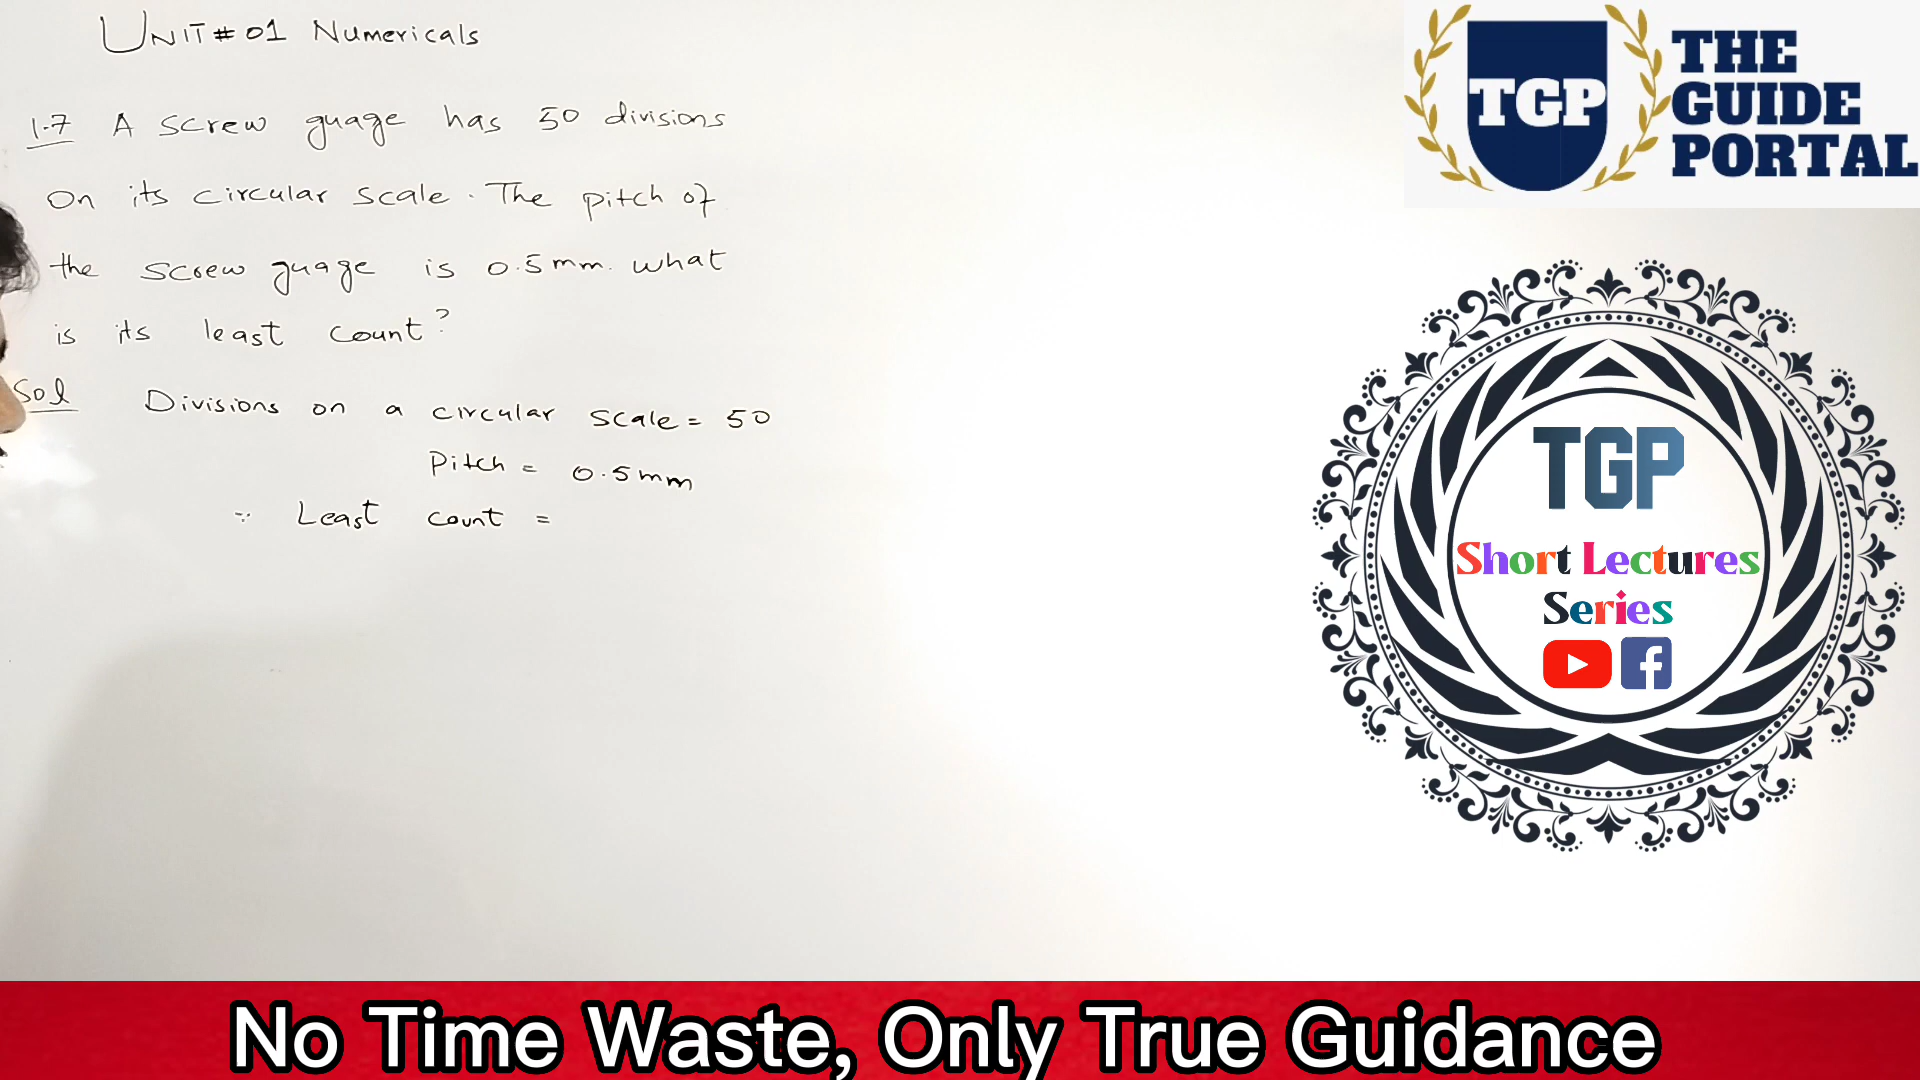 UNIT # 01 Numericals
1.7 A screw guage has 50 divisions
on its circular scale. The pitch of
the screw guage is 0.5mm. what
is its least count?
Sol Divisions on a circular scale = 50
Pitch = 0.5mm
∵ Least count =
TGP
THE
GUIDE
PORTAL
TGP
Short Lectures
Series
No Time Waste, Only True Guidance